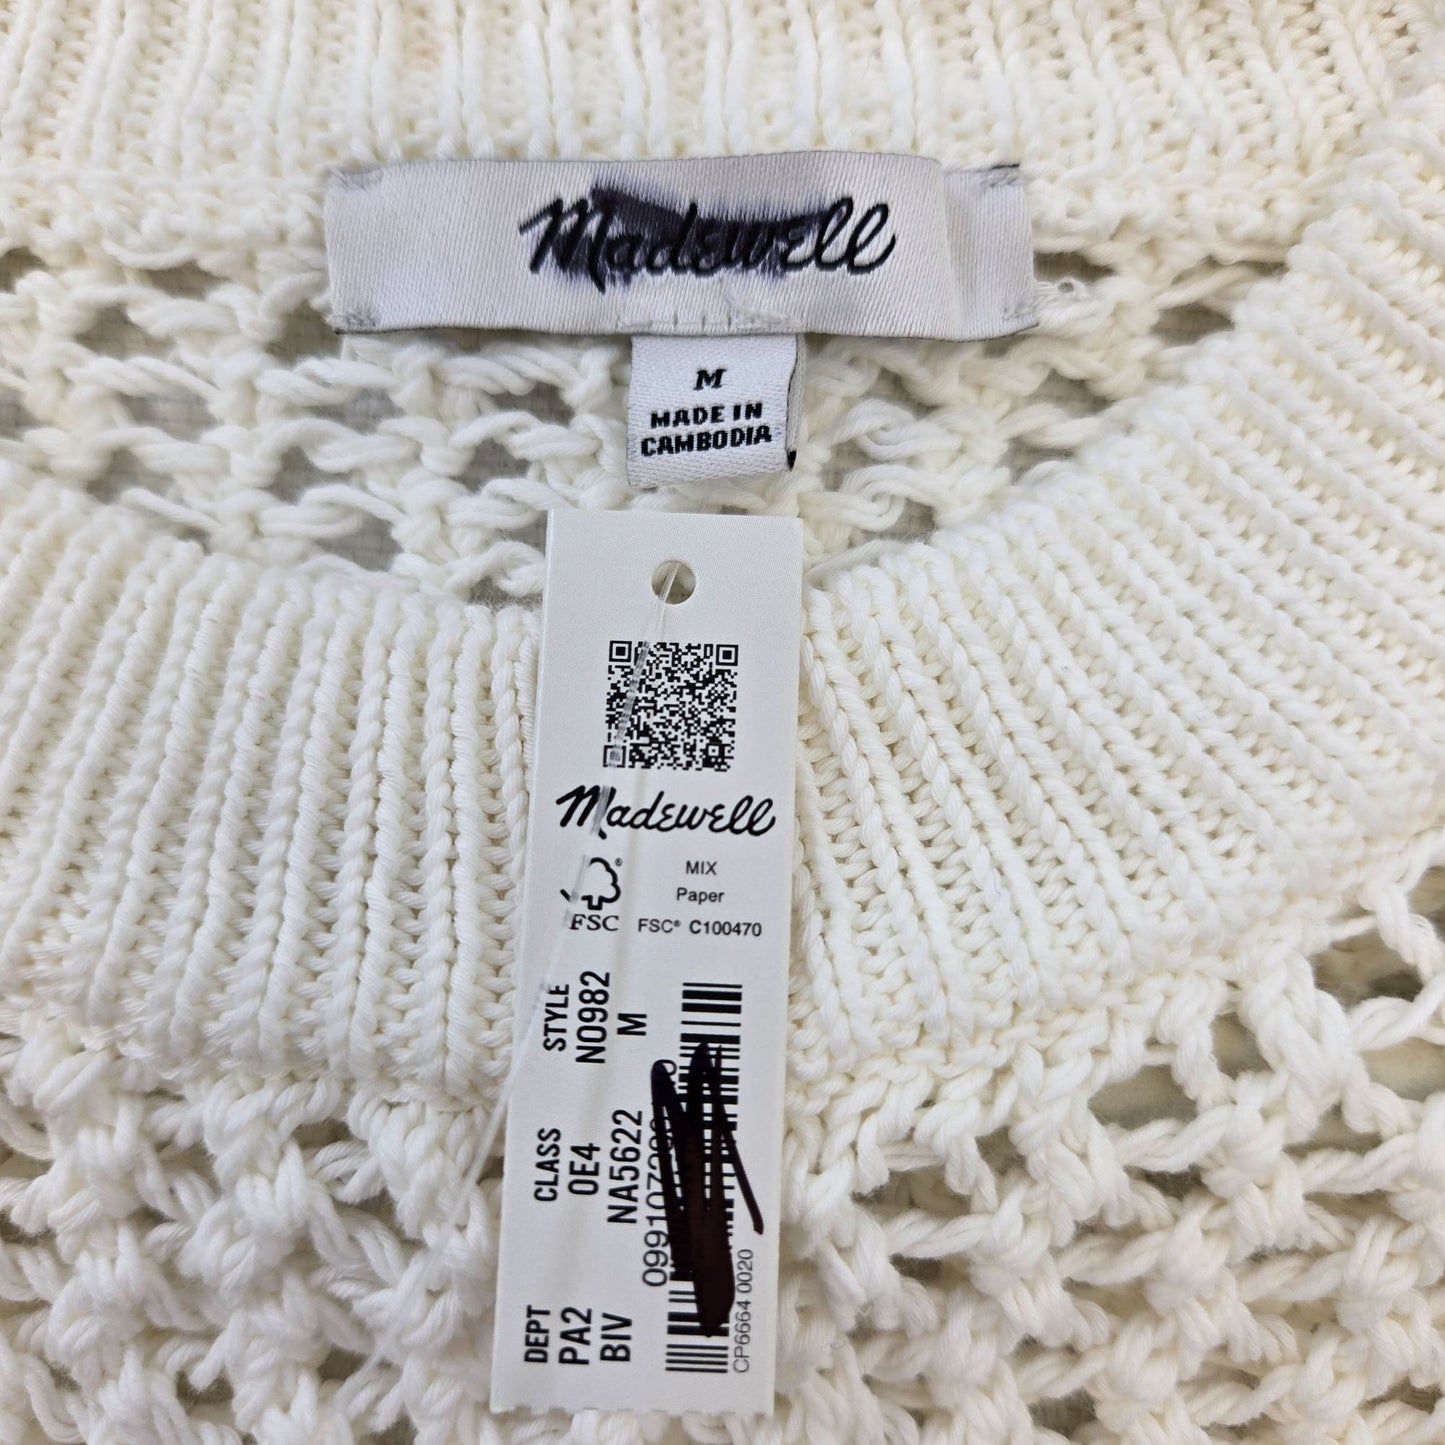 Madewell
M
MADE IN
CAMBODIA
Madewell
MIX
Paper
FSC
FSC® C100470
STYLE
N0982
M
CLASS
0E4
NA5622
DEPT
PA2
BIV
CP6664 0020